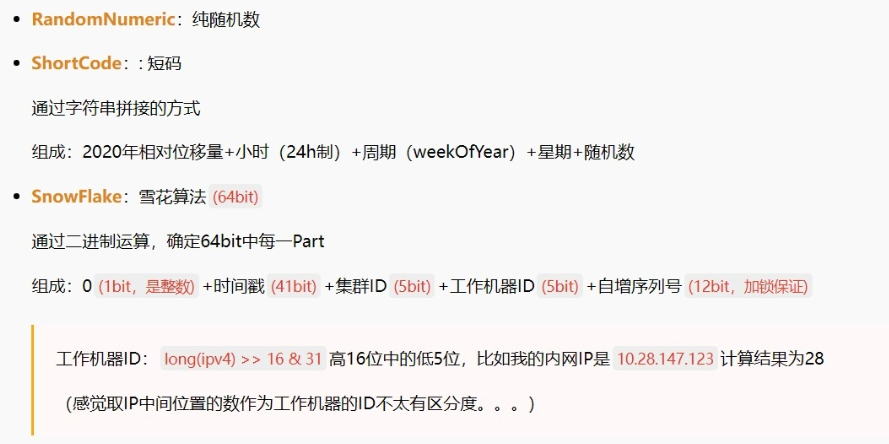 RandomNumeric：纯随机数
ShortCode：: 短码
通过字符串拼接的方式
组成：2020年相对位移量+小时（24h制）+周期（weekOfYear）+星期+随机数
SnowFlake：雪花算法 (64bit)
通过二进制运算，确定64bit中每一Part
组成：0 (1bit，是整数) +时间戳 (41bit) +集群ID (5bit) +工作机器ID (5bit) +自增序列号 (12bit，加锁保证)
工作机器ID： long(ipv4) >> 16 & 31 高16位中的低5位，比如我的内网IP是 10.28.147.123 计算结果为28
（感觉取IP中间位置的数作为工作机器的ID不太有区分度。。。）